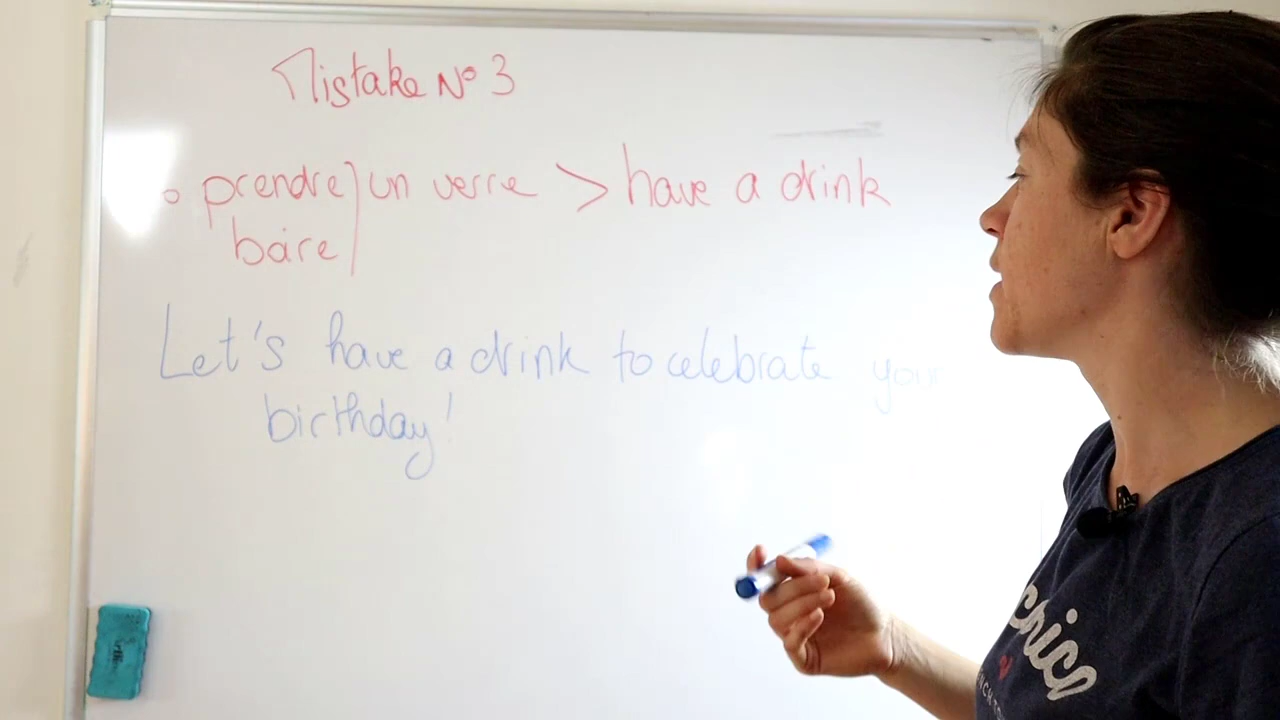 Mistake N° 3
o prendre) un verre > have a drink
boire
Let's have a drink to celebrate your
birthday!